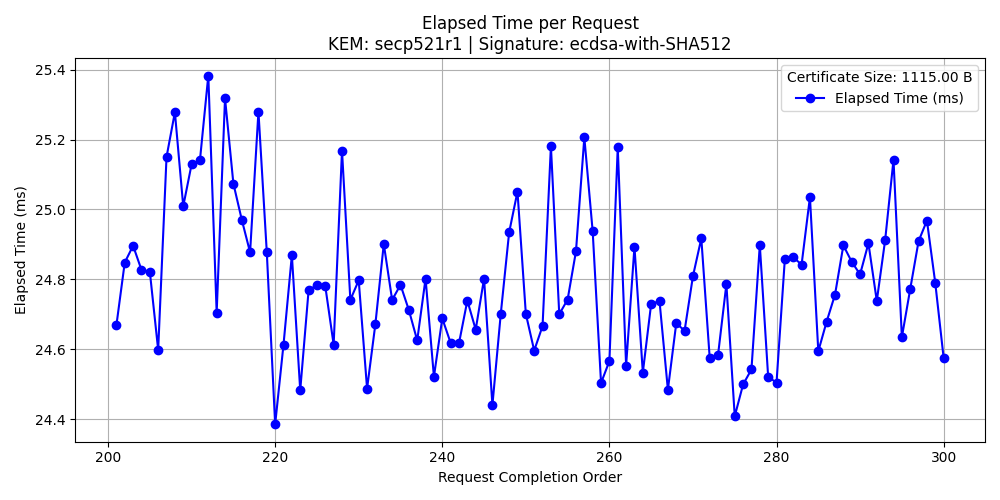 Elapsed Time per Request
KEM: secp521r1 | Signature: ecdsa-with-SHA512
Certificate Size: 1115.00 B
Elapsed Time (ms)
25.4
25.2
25.0
24.8
24.6
24.4
Elapsed Time (ms)
200 220 240 260 280 300
Request Completion Order